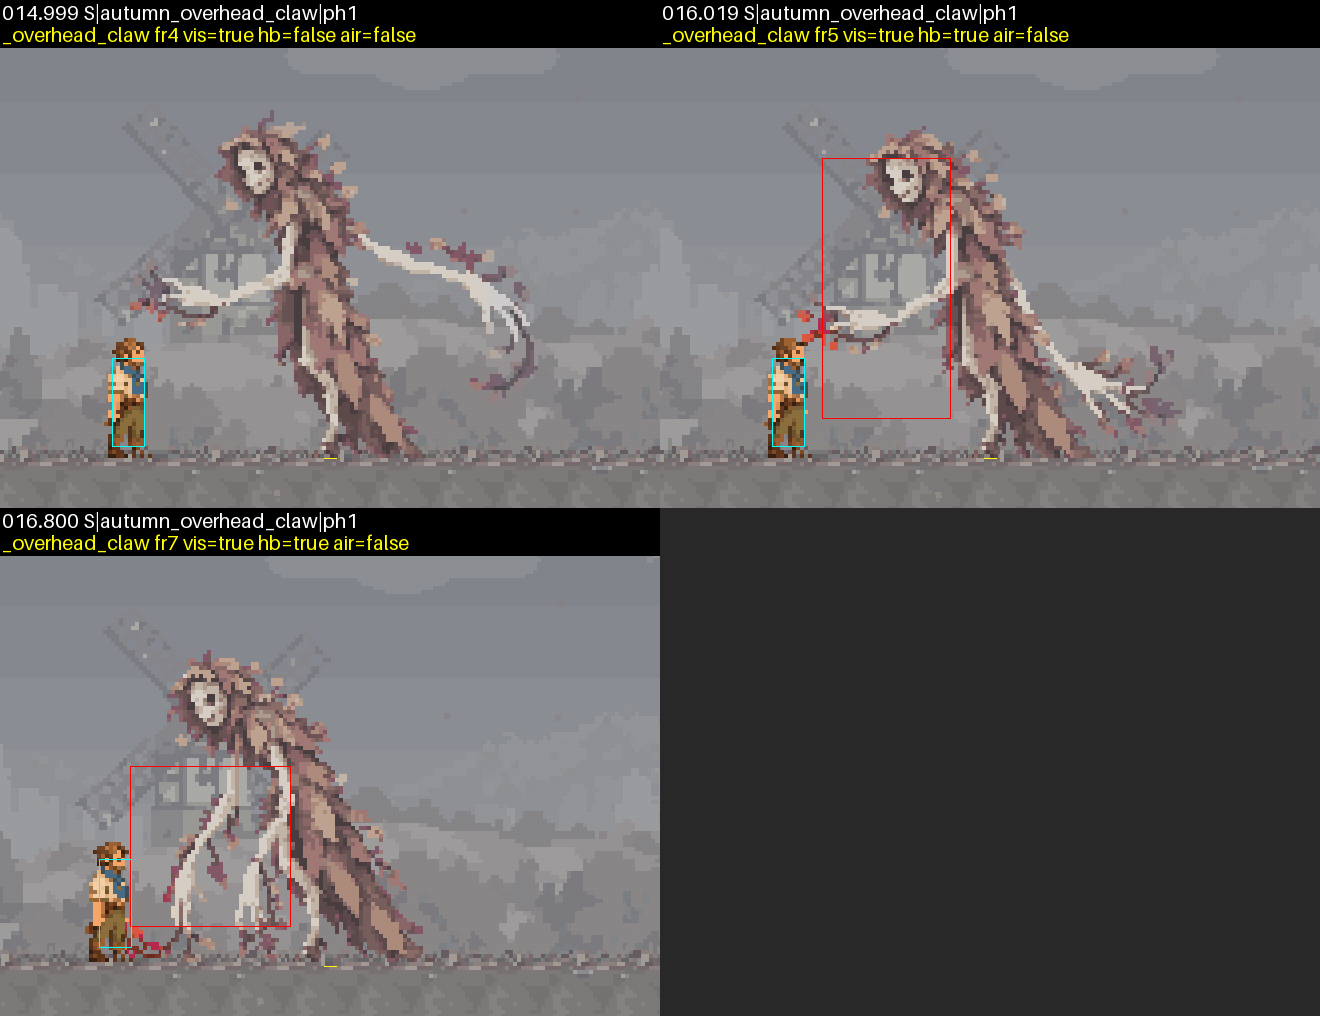 014.999 S|autumn_overhead_claw|ph1
_overhead_claw fr4 vis=true hb=false air=false
016.019 S|autumn_overhead_claw|ph1
_overhead_claw fr5 vis=true hb=true air=false
016.800 S|autumn_overhead_claw|ph1
_overhead_claw fr7 vis=true hb=true air=false